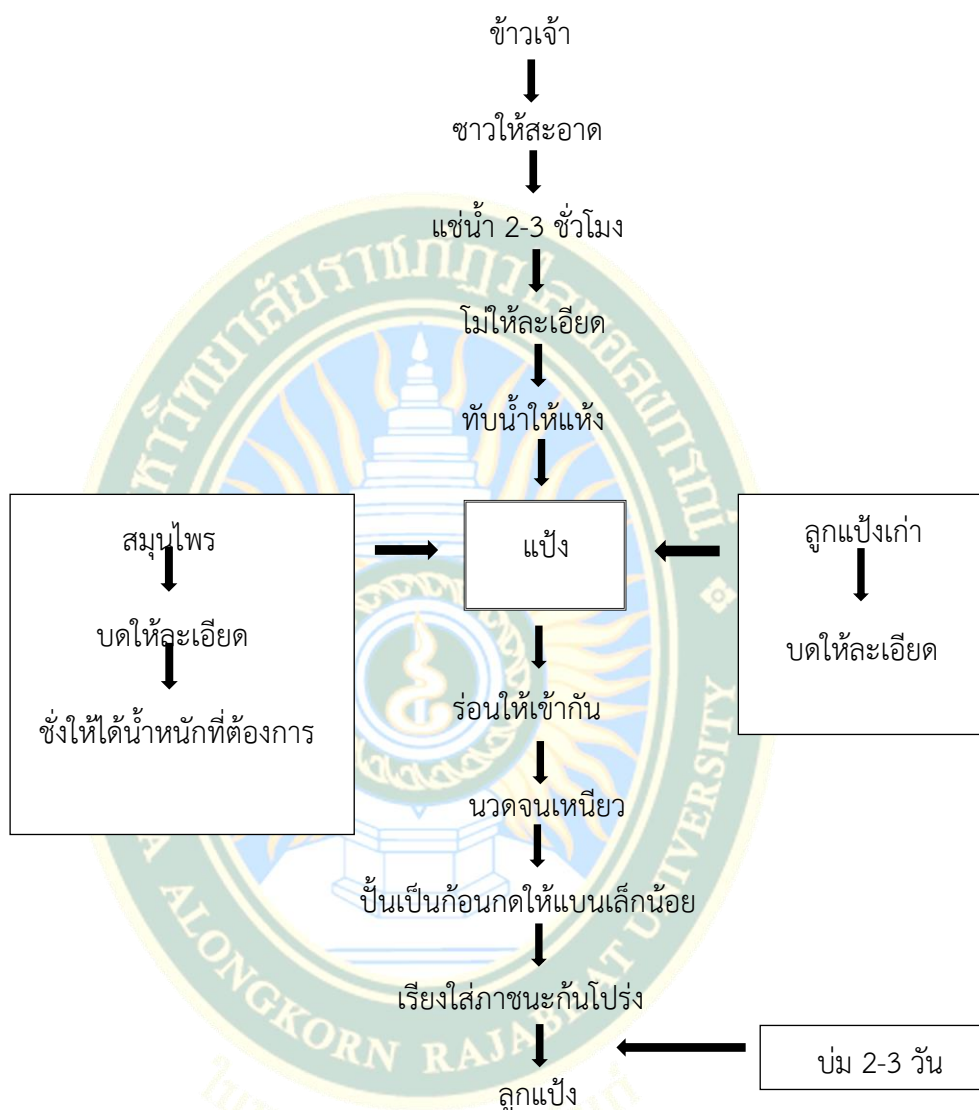 ข้าวเจ้า
ซาวให้สะอาด
แช่น้ำ 2-3 ชั่วโมง
โม่ให้ละเอียด
ทับน้ำให้แห้ง
แป้ง
สมุนไพร
บดให้ละเอียด
ชั่งให้ได้น้ำหนักที่ต้องการ
ลูกแป้งเก่า
บดให้ละเอียด
ร่อนให้เข้ากัน
นวดจนเหนียว
ปั้นเป็นก้อนกดให้แบนเล็กน้อย
เรียงใส่ภาชนะก้นโปร่ง
บ่ม 2-3 วัน
ลูกแป้ง
ALONGKORN RAJABHAT UNIVERSITY